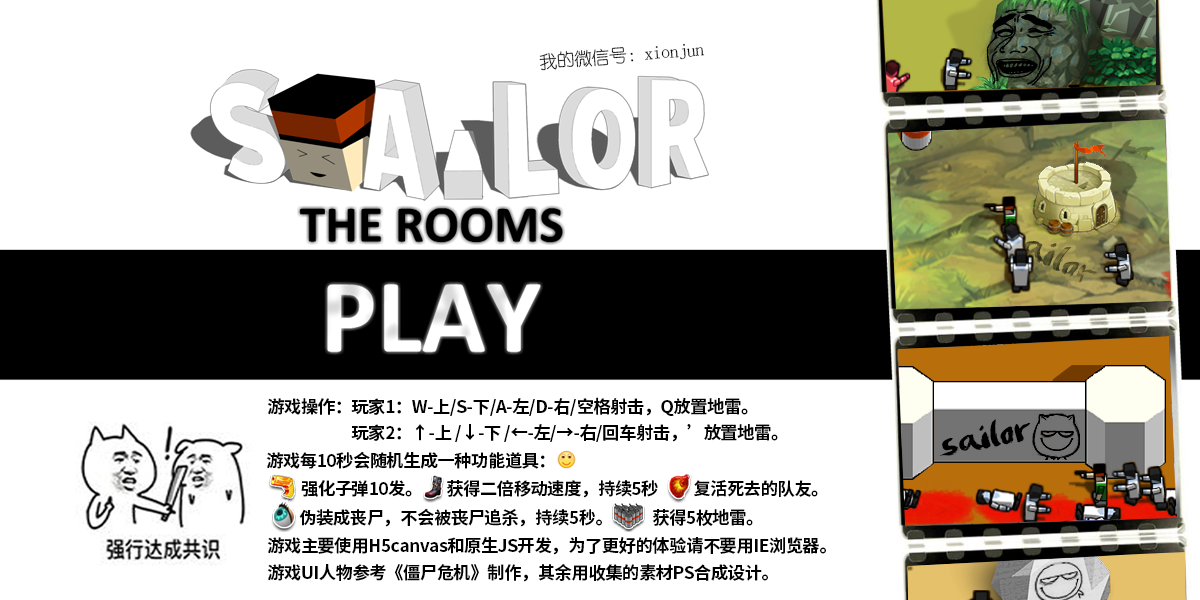 我的微信号：xionjun
SAILOR
THE ROOMS
PLAY
游戏操作：玩家1：W-上/S-下/A-左/D-右/空格射击，Q放置地雷。
玩家2：↑-上/↓-下/←-左/→-右/回车射击，’放置地雷。
游戏每10秒会随机生成一种功能道具：
强化子弹10发。 获得二倍移动速度，持续5秒 复活死去的队友。
伪装成丧尸，不会被丧尸追杀，持续5秒。 获得5枚地雷。
游戏主要使用H5canvas和原生JS开发，为了更好的体验请不要用IE浏览器。
游戏UI人物参考《僵尸危机》制作，其余用收集的素材PS合成设计。
强行达成共识
sailor
sailor